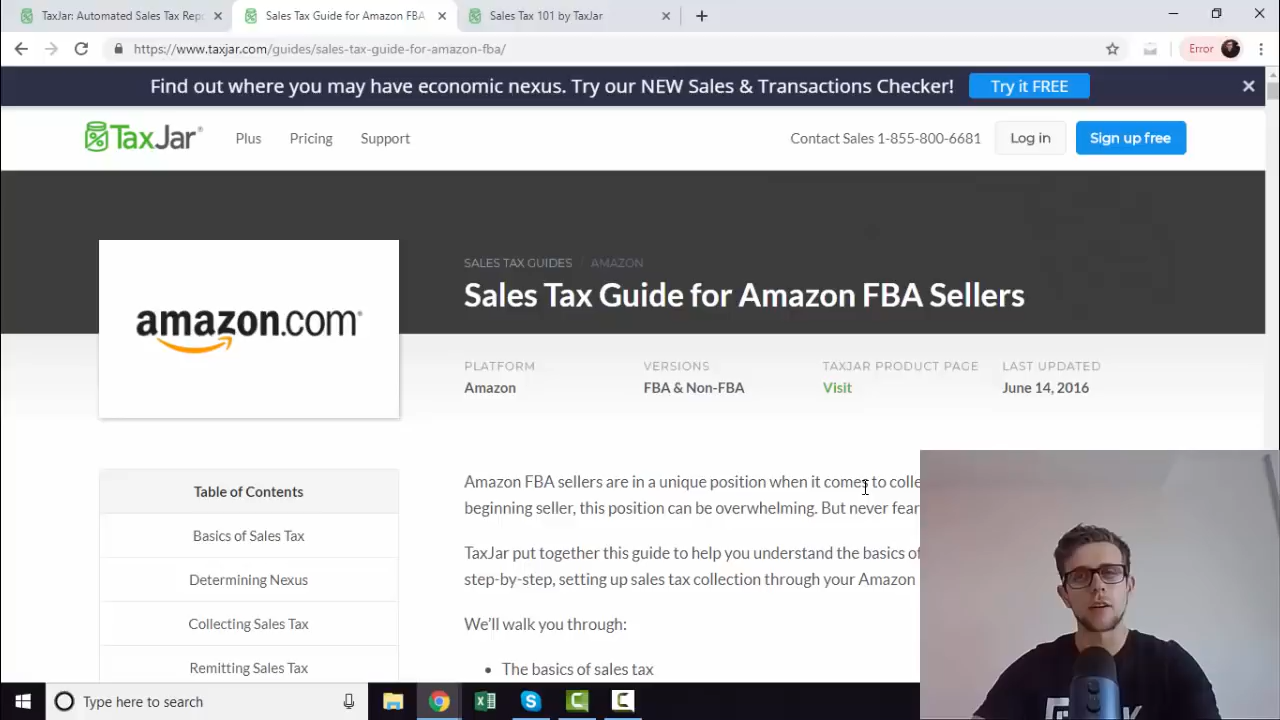 TaxJar: Automated Sales Tax Repo
Sales Tax Guide for Amazon FBA
Sales Tax 101 by TaxJar
https://www.taxjar.com/guides/sales-tax-guide-for-amazon-fba/
Error
Find out where you may have economic nexus. Try our NEW Sales & Transactions Checker!
Try it FREE
TaxJar
Plus
Pricing
Support
Contact Sales 1-855-800-6681
Log in
Sign up free
SALES TAX GUIDES / AMAZON
Sales Tax Guide for Amazon FBA Sellers
amazon.com
PLATFORM
Amazon
VERSIONS
FBA & Non-FBA
TAXJAR PRODUCT PAGE
Visit
LAST UPDATED
June 14, 2016
Table of Contents
Basics of Sales Tax
Determining Nexus
Collecting Sales Tax
Remitting Sales Tax
Amazon FBA sellers are in a unique position when it comes to colle
beginning seller, this position can be overwhelming. But never fear
TaxJar put together this guide to help you understand the basics of
step-by-step, setting up sales tax collection through your Amazon
We'll walk you through:
• The basics of sales tax
Type here to search